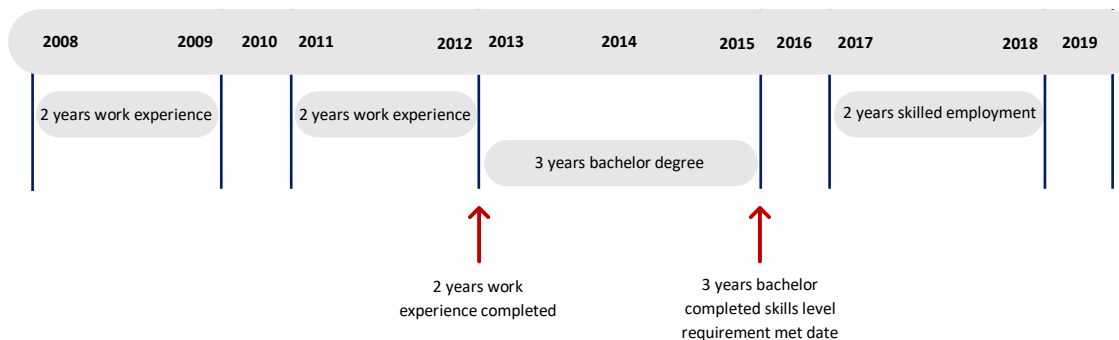 2008 2009 2010 2011 2012 2013 2014 2015 2016 2017 2018 2019
2 years work experience
2 years work experience
2 years skilled employment
3 years bachelor degree
2 years work
experience completed
3 years bachelor
completed skills level
requirement met date